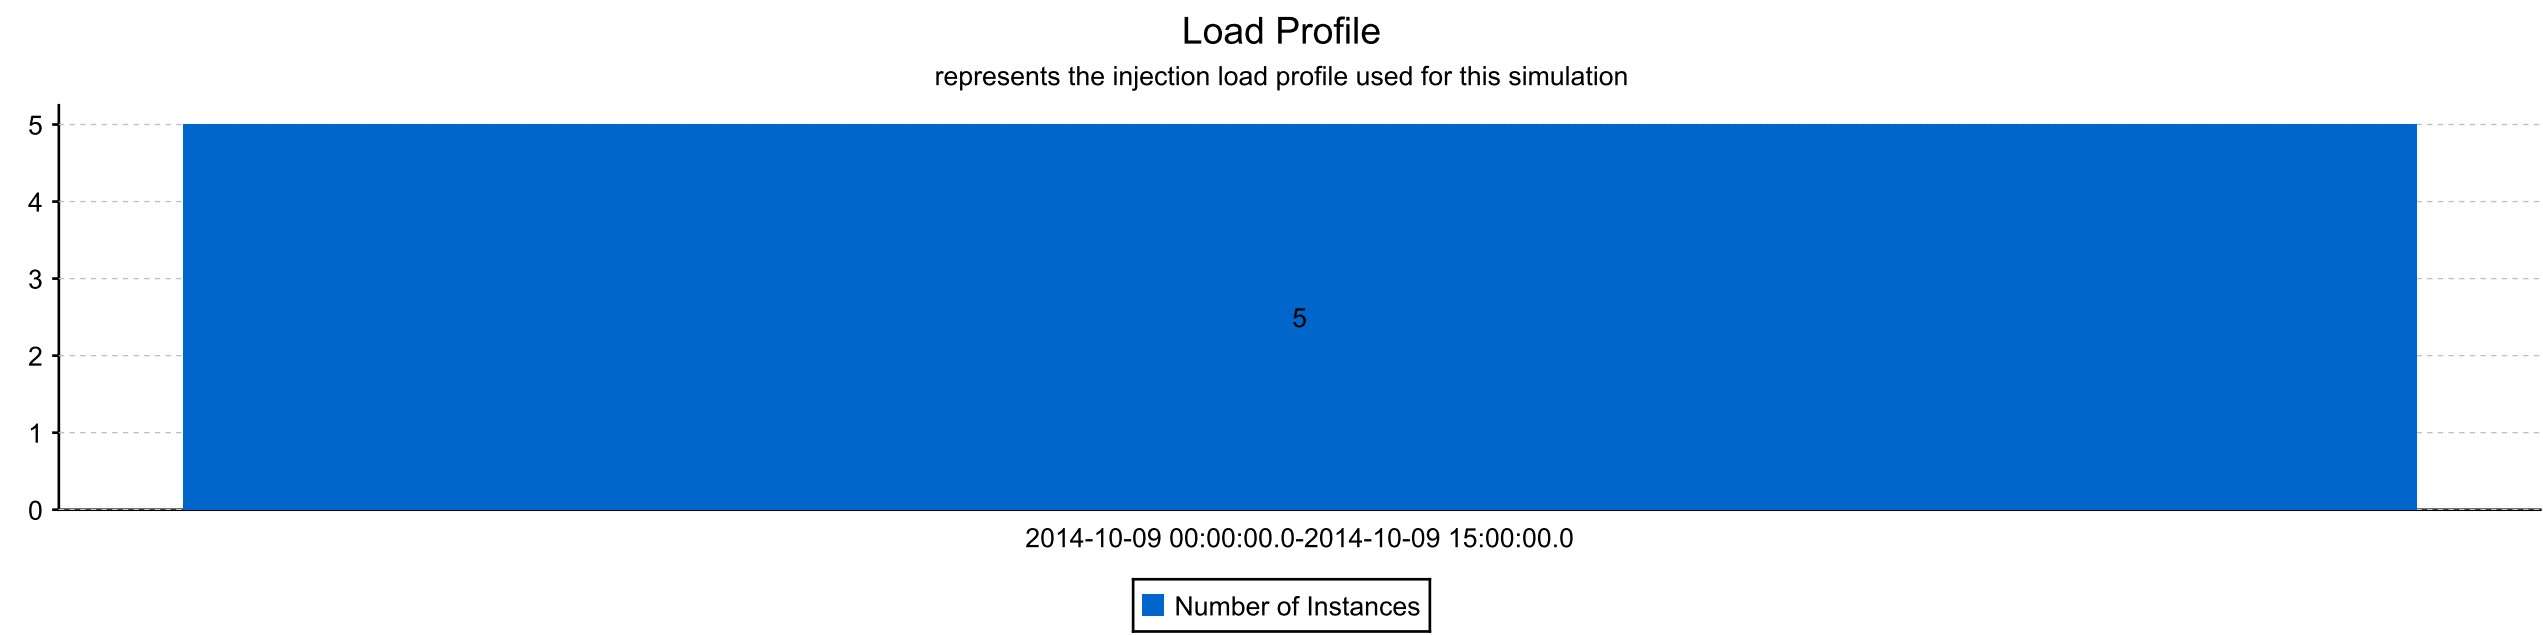 Load Profile
represents the injection load profile used for this simulation
5
4
3
2
1
0
5
2014-10-09 00:00:00.0-2014-10-09 15:00:00.0
Number of Instances